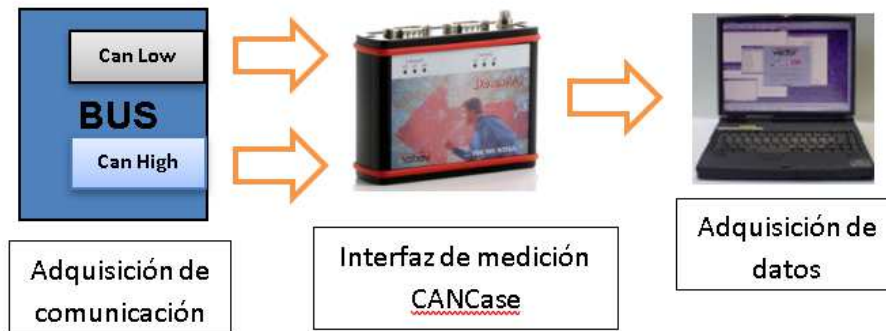 Can Low
BUS
Can High
Adquisición de
comunicación
Interfaz de medición
CANCase
Adquisición de
datos